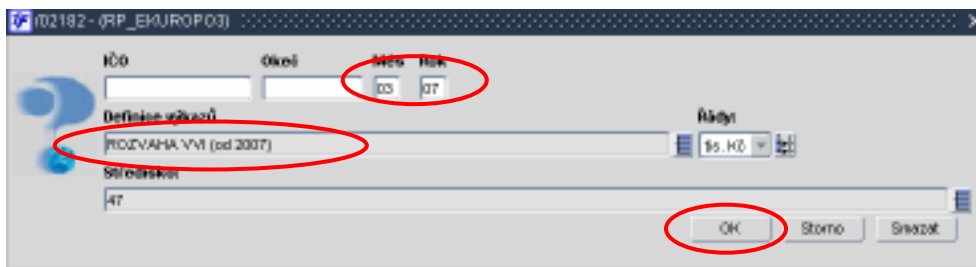 (02182 - (RP_EKUROPO3)
IČO Okeč Měs Rok
03 07
Definice výkazů Řády:
ROZVAHA VVI (od 2007) tis.Kč
Středisko:
47
OK Storno Smazat